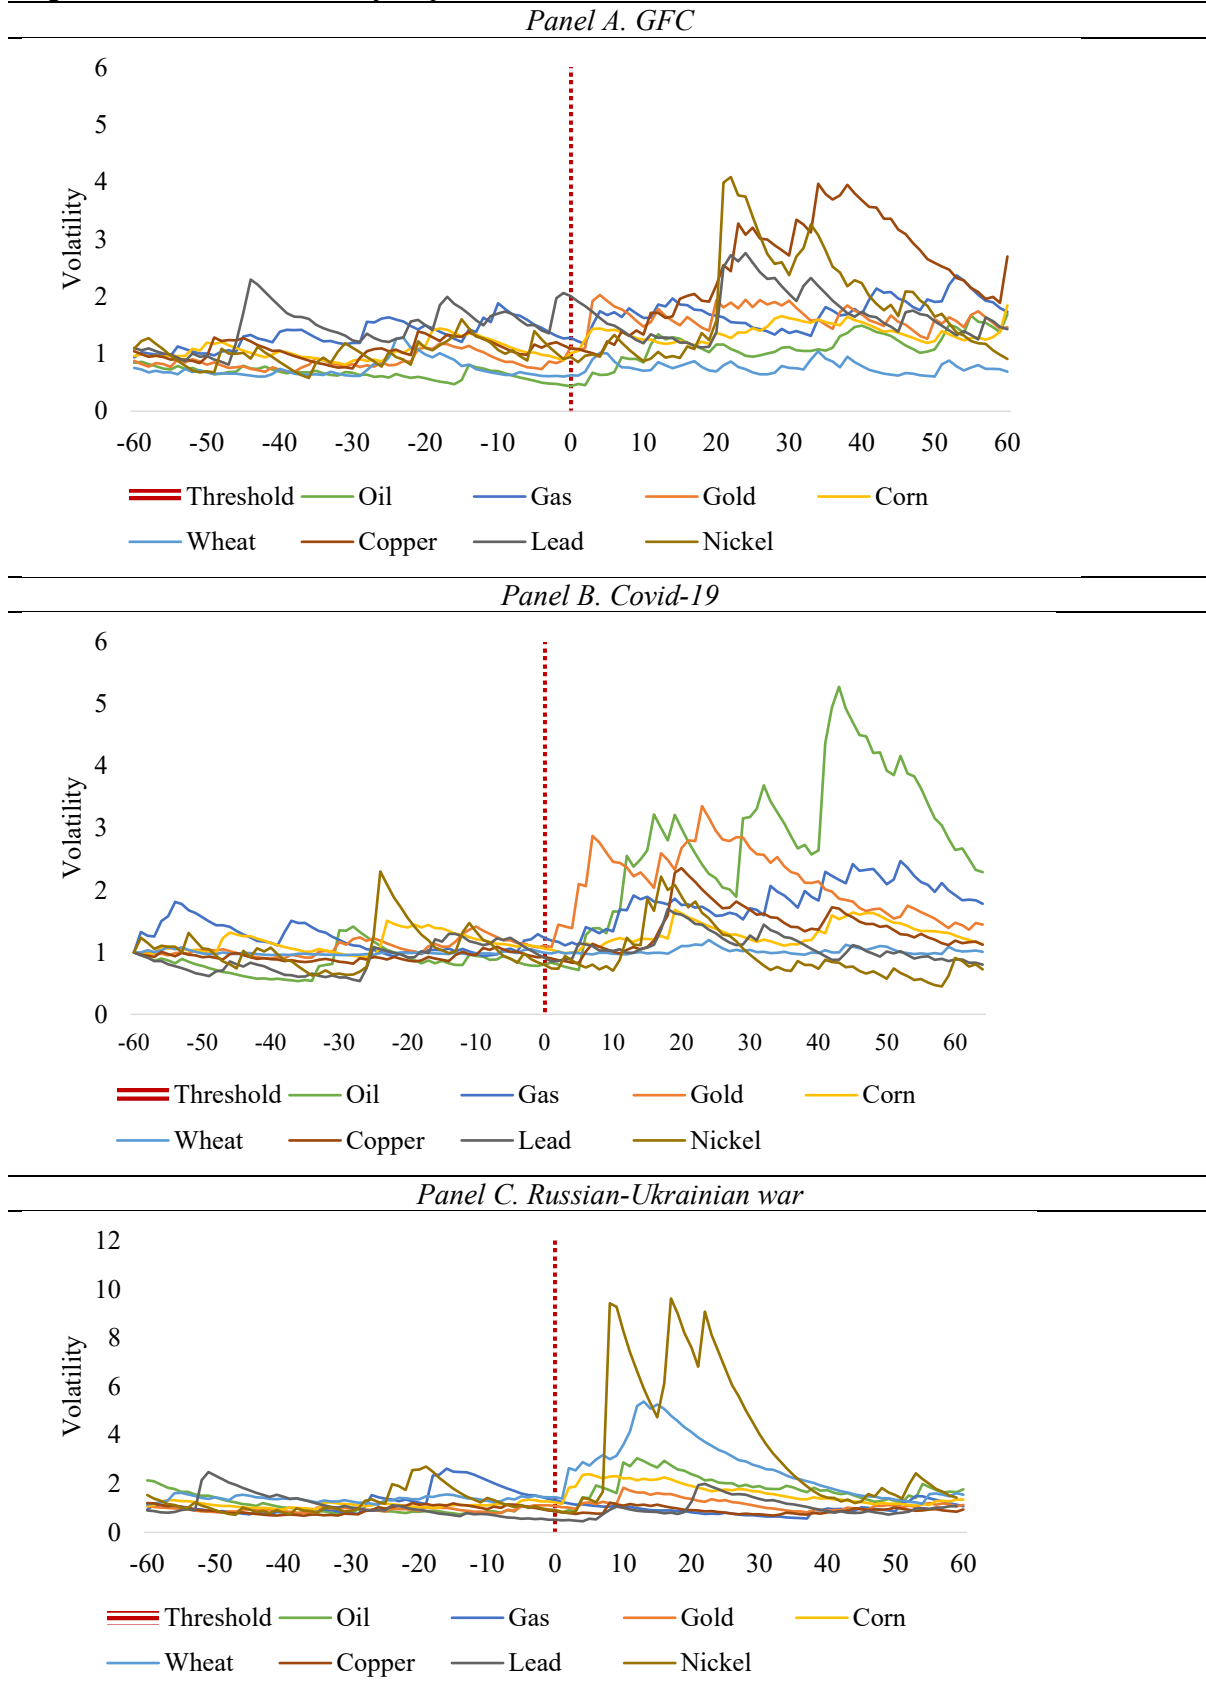 Panel A. GFC
6
5
4
3
2
1
0
Volatility
-60 -50 -40 -30 -20 -10 0 10 20 30 40 50 60
Threshold Oil Gas Gold Corn
Wheat Copper Lead Nickel
Panel B. Covid-19
6
5
4
3
2
1
0
Volatility
-60 -50 -40 -30 -20 -10 0 10 20 30 40 50 60
Threshold Oil Gas Gold Corn
Wheat Copper Lead Nickel
Panel C. Russian-Ukrainian war
12
10
8
6
4
2
0
Volatility
-60 -50 -40 -30 -20 -10 0 10 20 30 40 50 60
Threshold Oil Gas Gold Corn
Wheat Copper Lead Nickel